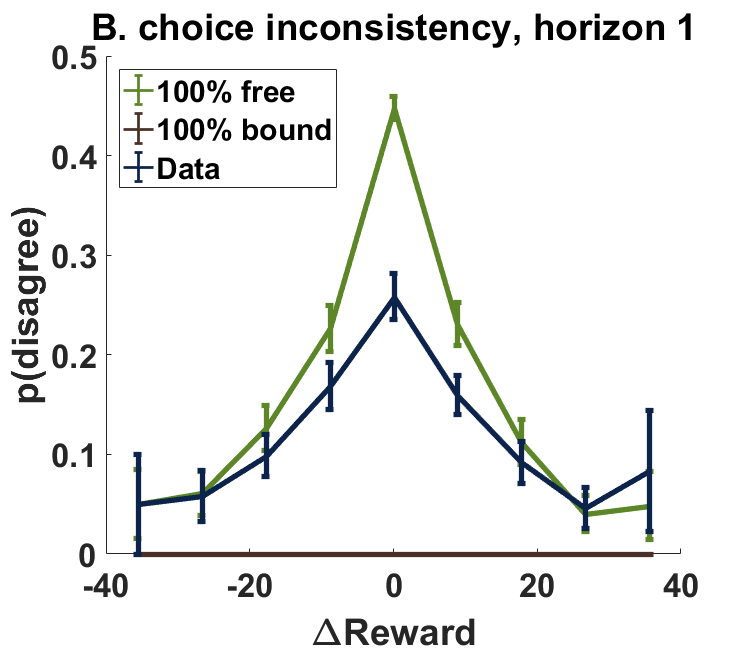 B. choice inconsistency, horizon 1
0.5
0.4
0.3
0.2
0.1
0
p(disagree)
100% free
100% bound
Data
-40
-20
0
20
40
ΔReward